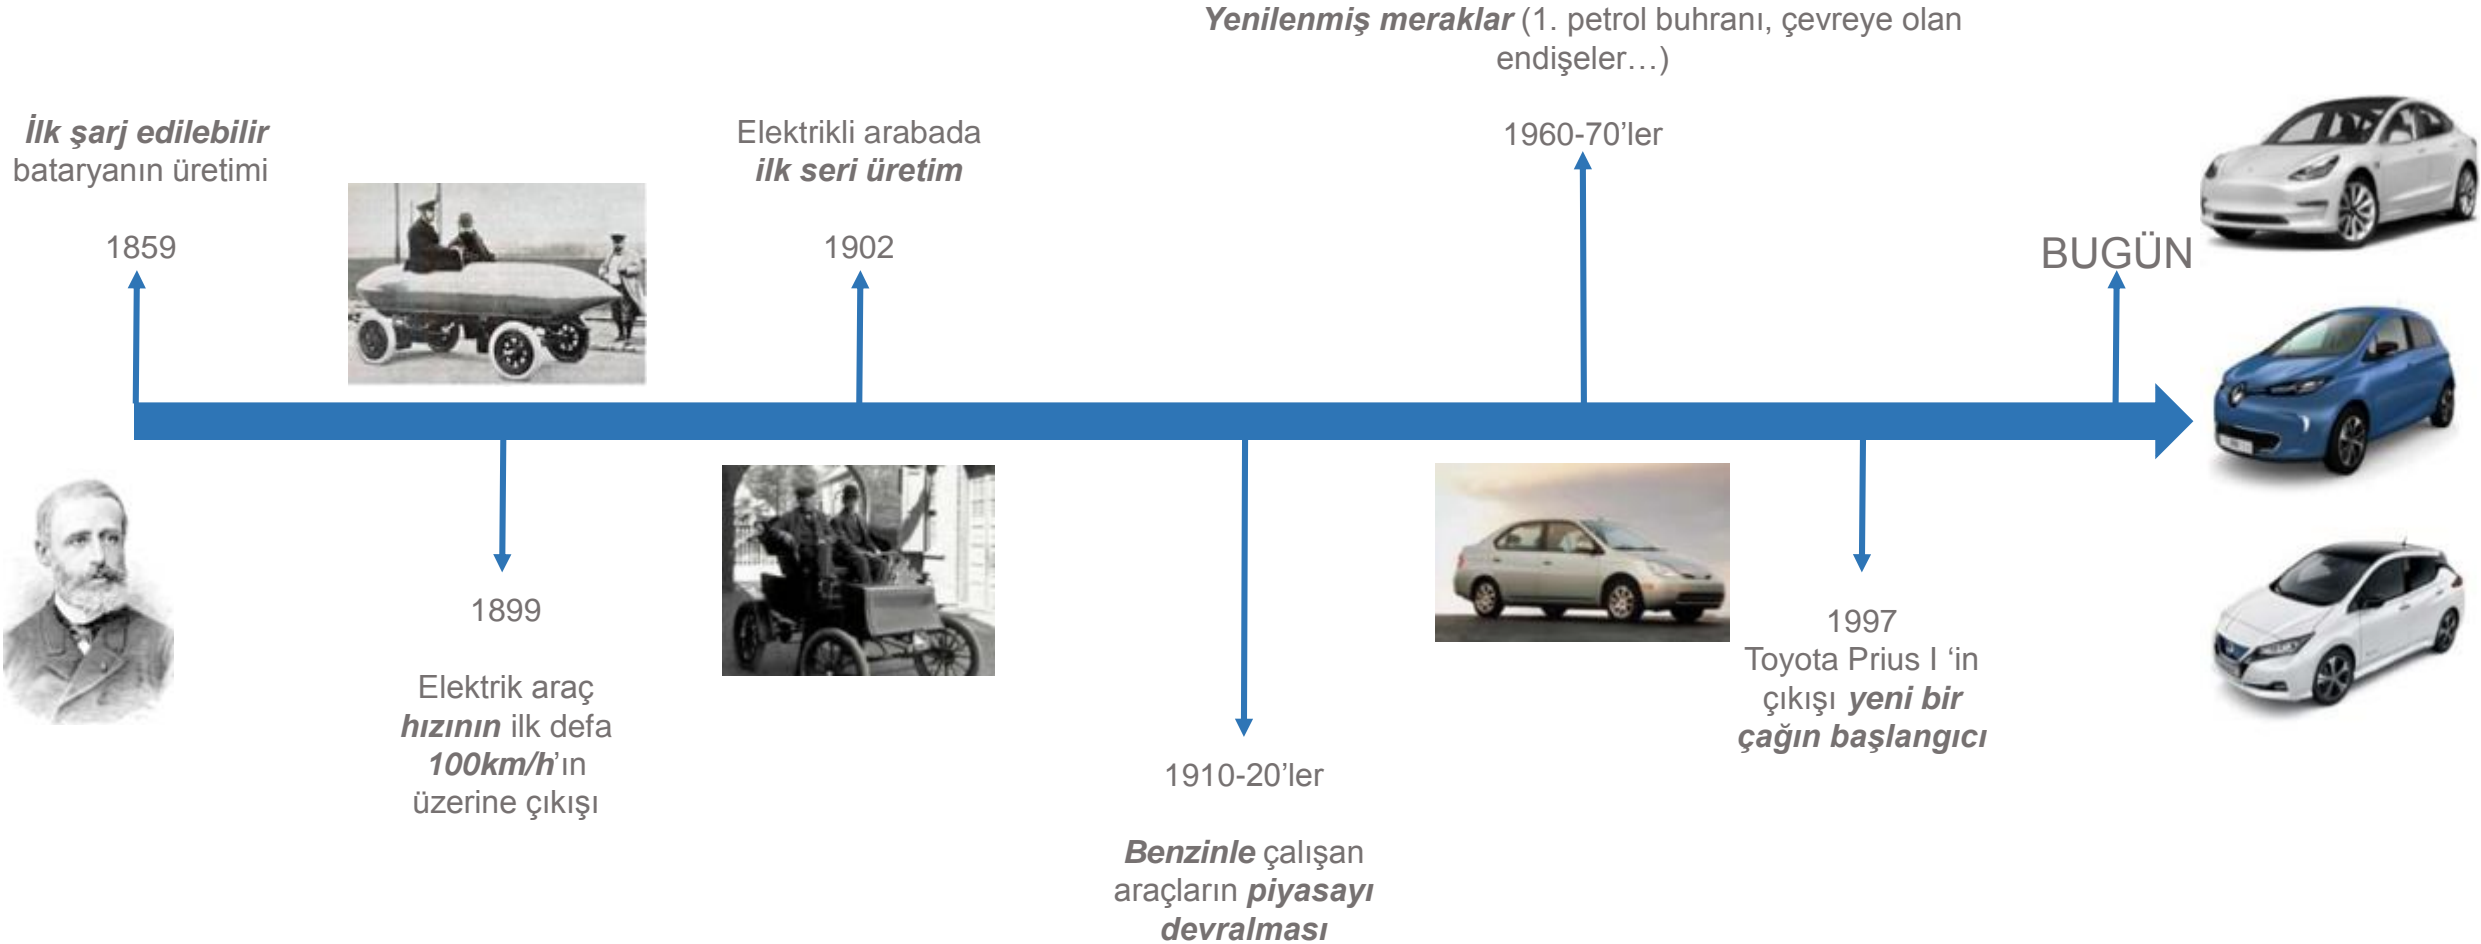 Yenilenmiş meraklar (1. petrol buhranı, çevreye olan
endişeler…)
1960-70’ler
İlk şarj edilebilir
bataryanın üretimi
1859
Elektrikli arabada
ilk seri üretim
1902
BUGÜN
1899
Elektrik araç
hızının ilk defa
100km/h’ın
üzerine çıkışı
1910-20’ler
Benzinle çalışan
araçların piyasayı
devralması
1997
Toyota Prius I ‘in
çıkışı yeni bir
çağın başlangıcı